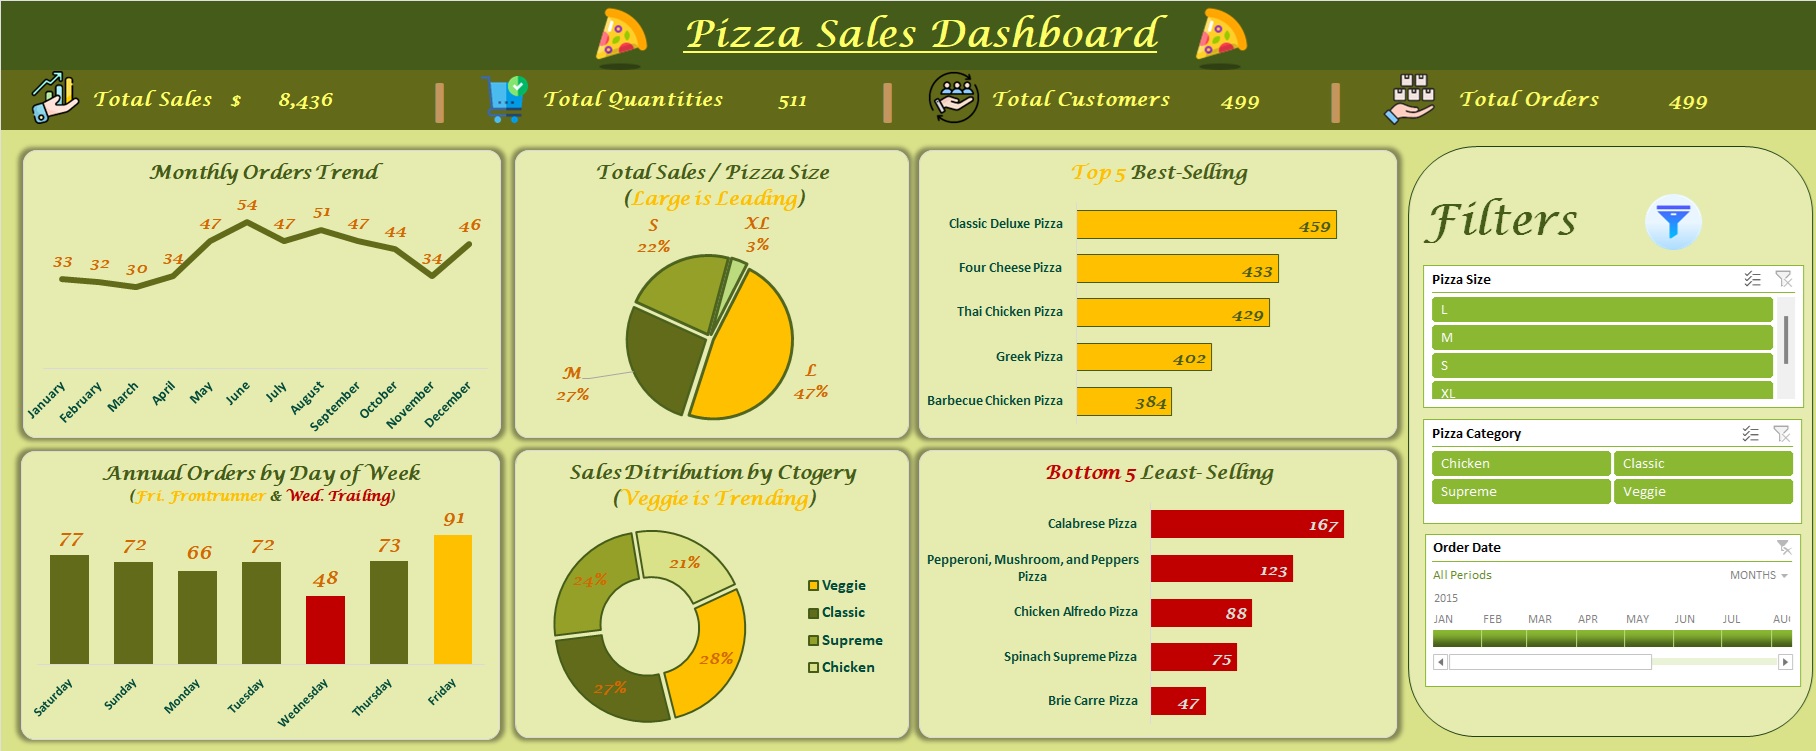 Pizza Sales Dashboard
Total Sales $ 8,436
Total Quantities 511
Total Customers 499
Total Orders 499
Monthly Orders Trend
33 32 30 34 47 54 47 51 47 44 34 46
January February March April May June July August September October November December
Total Sales / Pizza Size
(Large is Leading)
S
22%
XL
3%
M
27%
L
47%
Top 5 Best-Selling
Classic Deluxe Pizza 459
Four Cheese Pizza 433
Thai Chicken Pizza 429
Greek Pizza 402
Barbecue Chicken Pizza 384
Annual Orders by Day of Week
(Fri. Frontrunner & Wed. Trailing)
77 72 66 72 48 73 91
Saturday Sunday Monday Tuesday Wednesday Thursday Friday
Sales Ditribution by Ctogery
(Veggie is Trending)
21%
24%
28%
27%
Veggie
Classic
Supreme
Chicken
Bottom 5 Least- Selling
Calabrese Pizza 167
Pepperoni, Mushroom, and Peppers
Pizza 123
Chicken Alfredo Pizza 88
Spinach Supreme Pizza 75
Brie Carre Pizza 47
Filters
Pizza Size
L
M
S
XL
Pizza Category
Chicken Classic
Supreme Veggie
Order Date
All Periods MONTHS
2015
JAN FEB MAR APR MAY JUN JUL AU